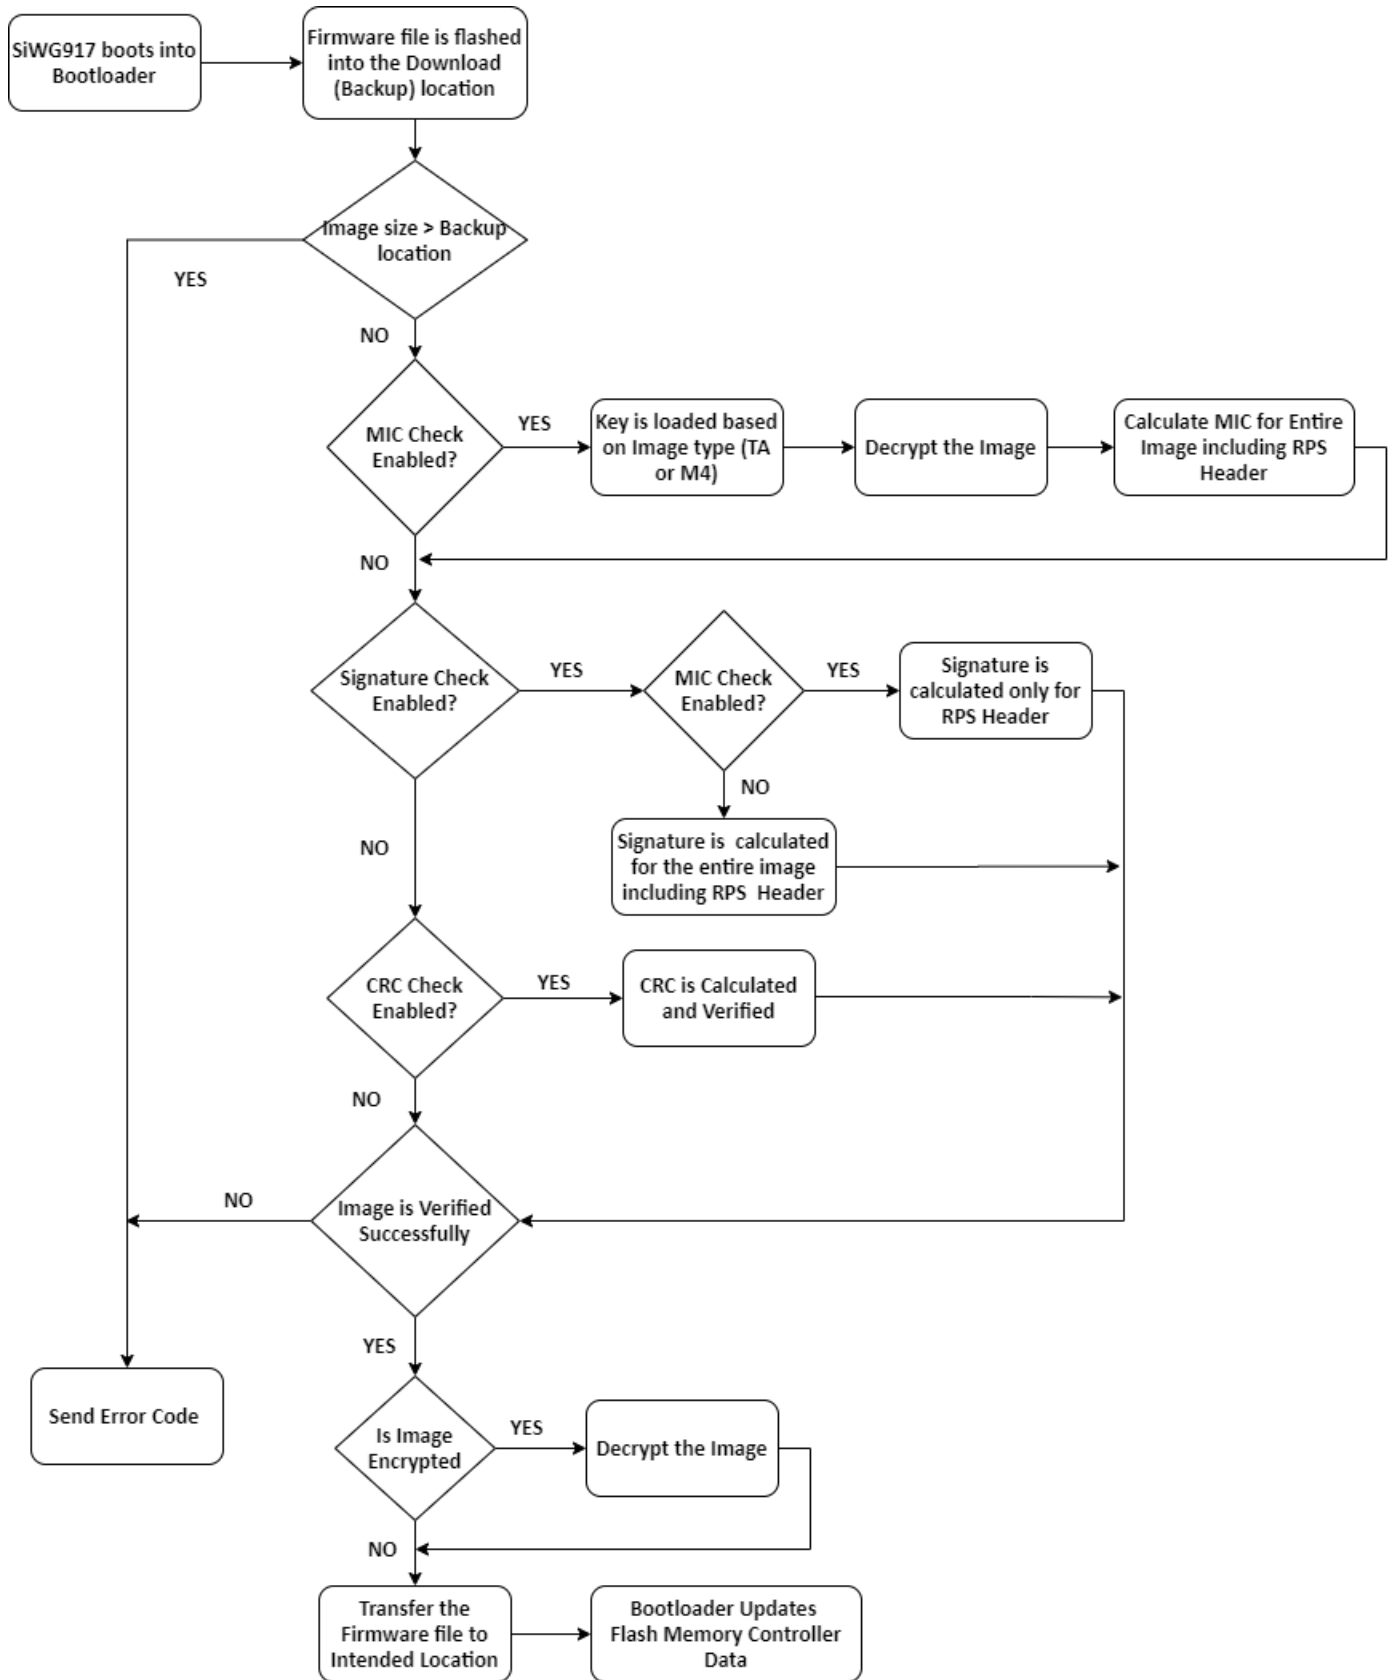 SiWG917 boots into
Bootloader
Firmware file is flashed
into the Download
(Backup) location
Image size > Backup
location
YES
NO
MIC Check
Enabled?
YES
Key is loaded based
on Image type (TA
or M4)
Decrypt the Image
Calculate MIC for Entire
Image including RPS
Header
NO
Signature Check
Enabled?
YES
MIC Check
Enabled?
YES
Signature is
calculated only for
RPS Header
NO
Signature is calculated
for the entire image
including RPS Header
NO
CRC Check
Enabled?
YES
CRC is Calculated
and Verified
NO
Image is Verified
Successfully
NO
YES
Send Error Code
Is Image
Encrypted
YES
Decrypt the Image
NO
Transfer the
Firmware file to
Intended Location
Bootloader Updates
Flash Memory Controller
Data